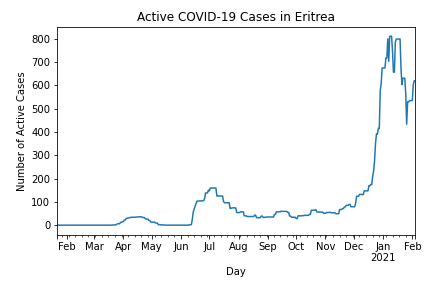 Active COVID-19 Cases in Eritrea
Number of Active Cases
800
700
600
500
400
300
200
100
0
Feb Mar Apr May Jun Jul Aug Sep Oct Nov Dec Jan Feb
2021
Day